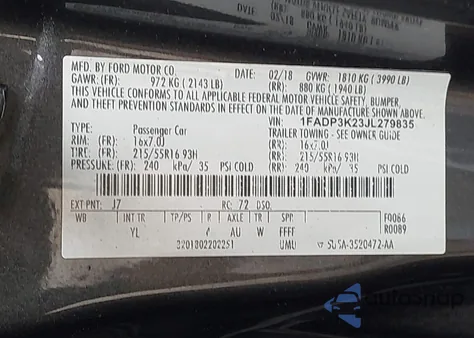 MFD. BY FORD MOTOR CO.
DATE: 02/18 GVWR: 1810 KG ( 3990 LB)
GAWR: (FR) 972 KG ( 2143 LB) (RR) 880 KG ( 1940 LB)
THIS VEHICLE CONFORMS TO ALL APPLICABLE FEDERAL MOTOR VEHICLE SAFETY, BUMPER,
AND THEFT PREVENTION STANDARDS IN EFFECT ON THE DATE OF MANUFACTURE SHOWN ABOVE.
VIN: 1FADP3K23JL279835
TYPE: Passenger Car TRAILER TOWING - SEE OWNER GUIDE
RIM: (FR) 16x7.0J (RR) 16x7.0J
TIRE: (FR) 215/55R16 93H (RR) 215/55R16 93H
PRESSURE: (FR) 240 kPa/ 35 PSI COLD (RR) 240 kPa/ 35 PSI COLD
EXT PNT: J7 RC: 72 DSO:
WB INT TR TP/PS R AXLE TR SPR F0086
YL AU W FFFF R0089
UMU
AutoSnap